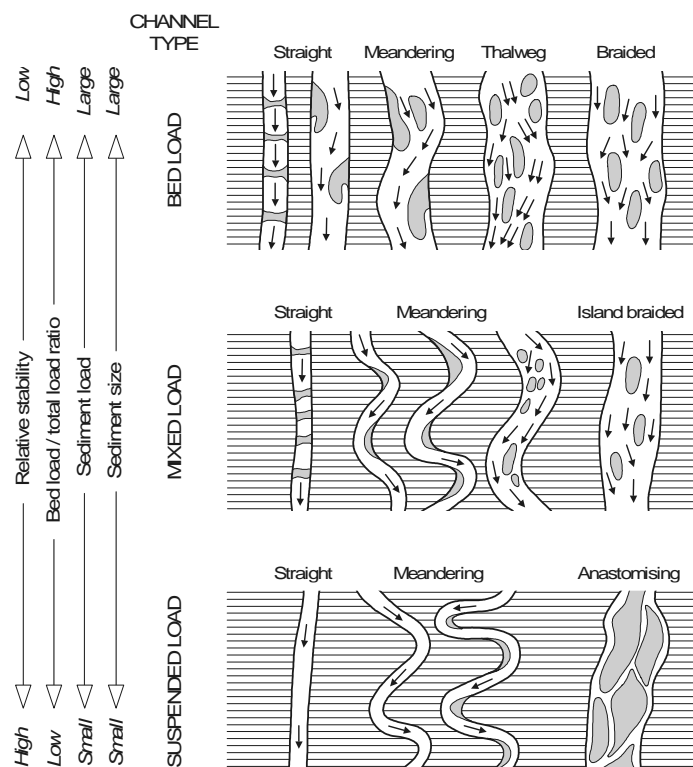 CHANNEL
TYPE
Straight
Meandering
Thalweg
Braided
Low
High
Large
Large
BED LOAD
Relative stability
Bed load / total load ratio
Sediment load
Sediment size
Straight
Meandering
Island braided
MIXED LOAD
Straight
Meandering
Anastomising
SUSPENDED LOAD
High
Low
Small
Small